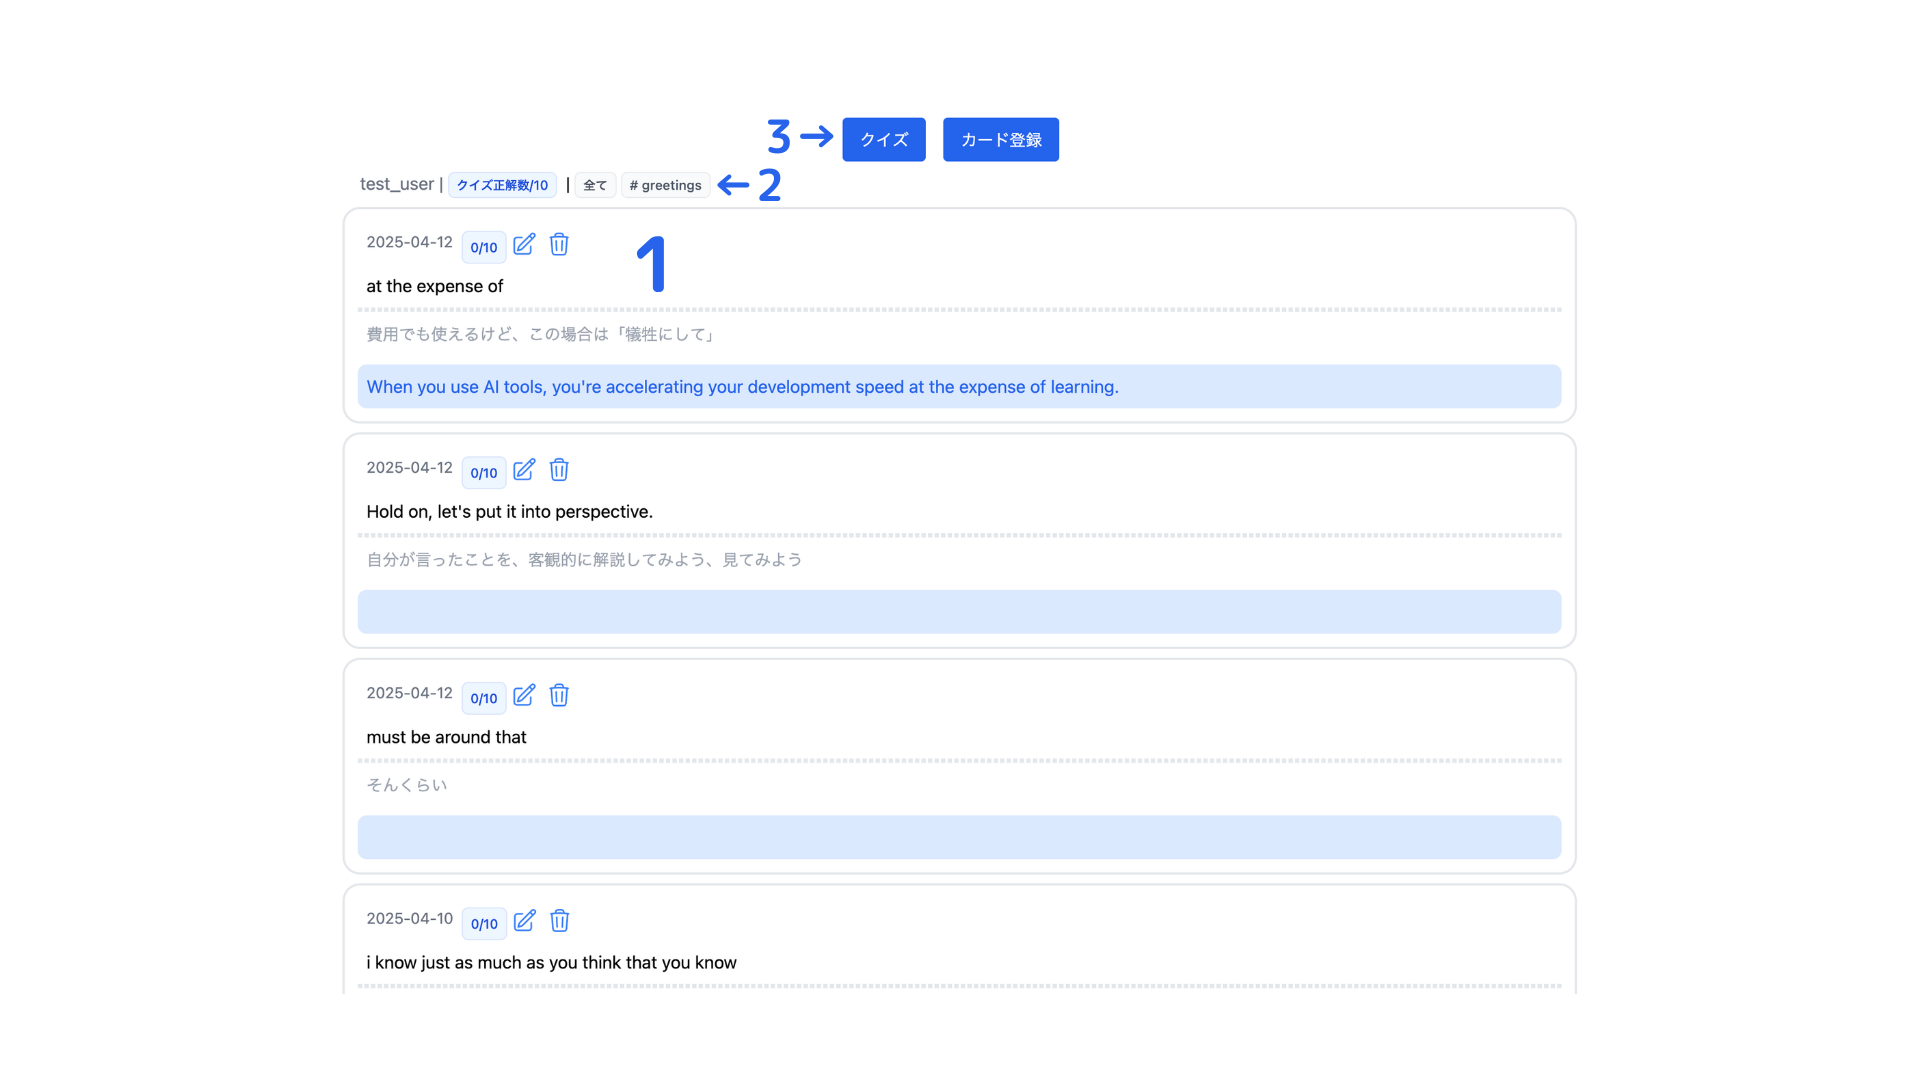 3 → クイズ カード登録
test_user | クイズ正解数/10 | 全て # greetings ← 2
2025-04-12 0/10 1
at the expense of
費用でも使えるけど、この場合は「犠牲にして」
When you use AI tools, you're accelerating your development speed at the expense of learning.
2025-04-12 0/10
Hold on, let's put it into perspective.
自分が言ったことを、客観的に解説してみよう、見てみよう
2025-04-12 0/10
must be around that
そんくらい
2025-04-10 0/10
i know just as much as you think that you know